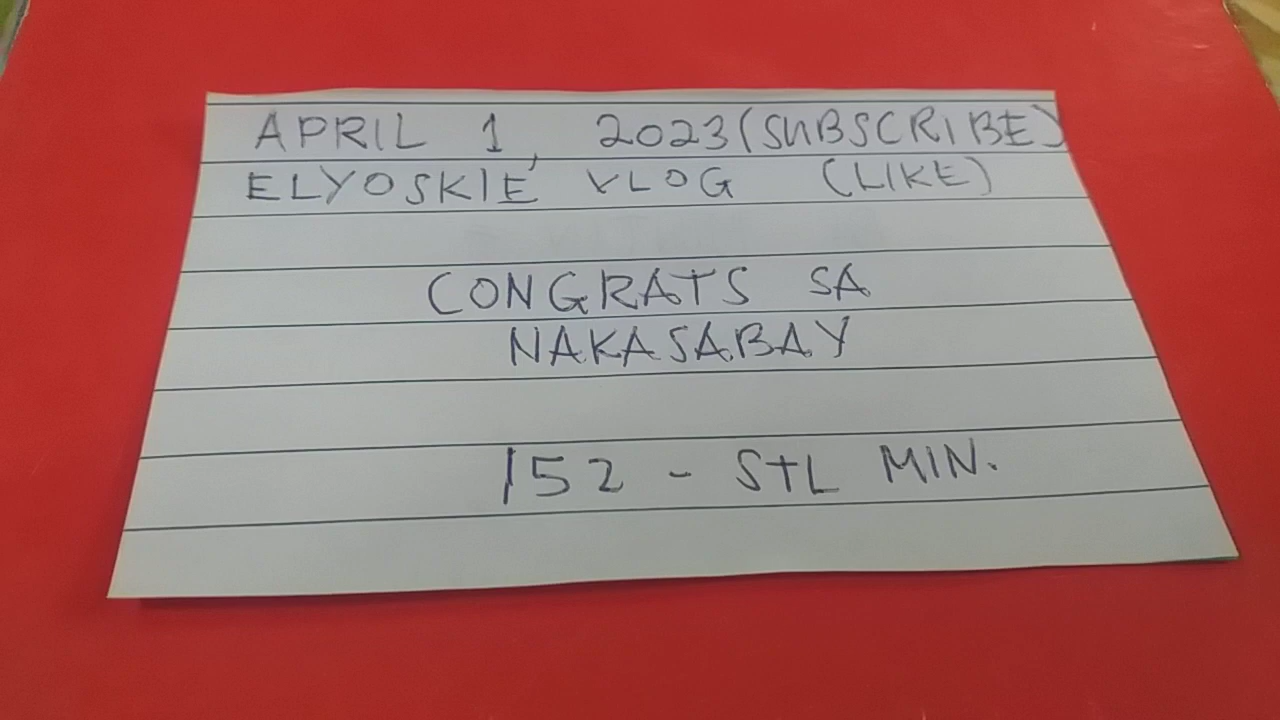 APRIL 1, 2023 (SUBSCRIBE)
ELYOSKIE VLOG (LIKE)
CONGRATS SA
NAKASABAY
152 - STL MIN.